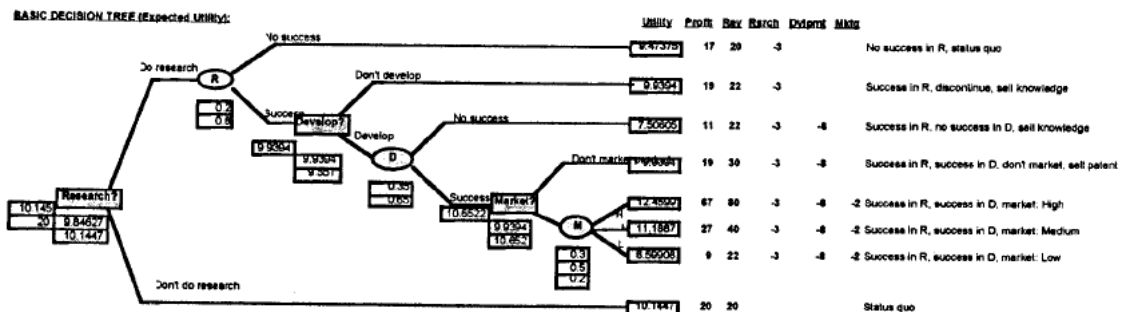 BASIC DECISION TREE (Expected Utility):
Utility Profit Rev Rsrch Dvlpmt Mktg
No success 9.47375 17 20 -3 No success in R, status quo
Do research R
Don't develop 9.9394 19 22 -3 Success in R, discontinue, sell knowledge
0.2
0.8
Success Develop?
Develop
No success 7.50605 11 22 -3 -8 Success in R, no success in D, sell knowledge
9.9394 9.9394
9.551
D
0.35
0.65
Don't market 19 30 -3 -8 Success in R, success in D, don't market, sell patent
Success Market?
10.6522 9.9394
10.652
Research?
10.145
20 9.84627
10.1447
67 80 -3 -8 -2 Success in R, success in D, market: High
M 11.1887 27 40 -3 -8 -2 Success in R, success in D, market: Medium
8.59908 9 22 -3 -8 -2 Success in R, success in D, market: Low
0.3
0.5
0.2
Don't do research 10.1447 20 20 Status quo